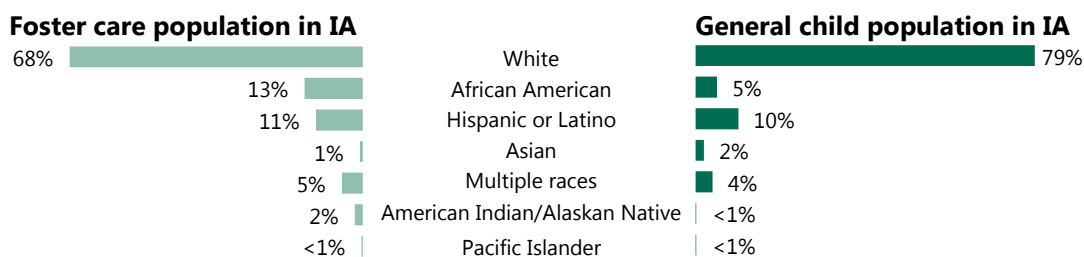 Foster care population in IA General child population in IA
68% White 79%
13% African American 5%
11% Hispanic or Latino 10%
1% Asian 2%
5% Multiple races 4%
2% American Indian/Alaskan Native <1%
<1% Pacific Islander <1%